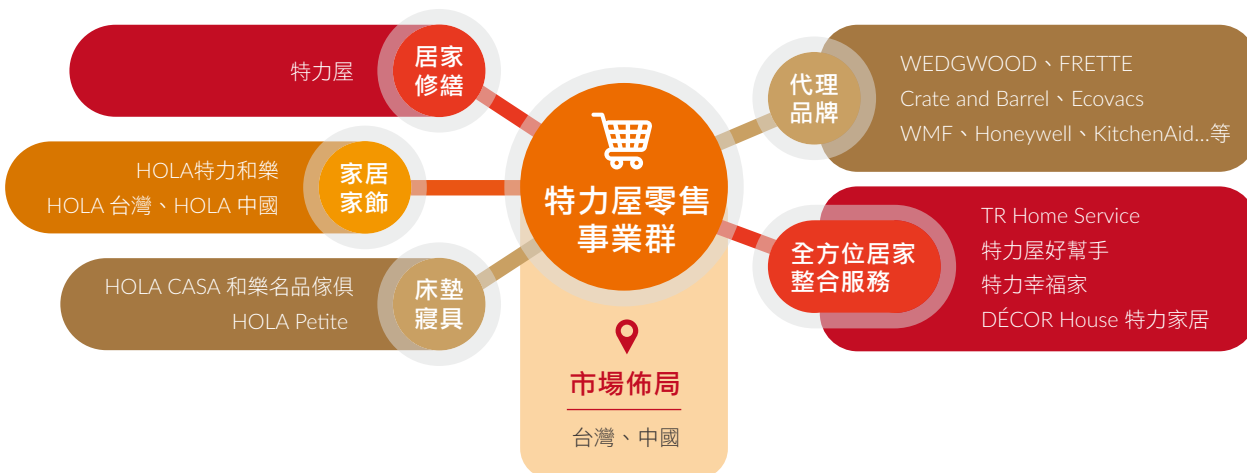 特力屋
居家
修繕
HOLA特力和樂
HOLA 台灣、HOLA 中國
家居
家飾
HOLA CASA 和樂名品傢俱
HOLA Petite
床墊
寢具
特力屋零售
事業群
市場佈局
台灣、中國
代理
品牌
WEDGWOOD、FRETTE
Crate and Barrel、Ecovacs
WMF、Honeywell、KitchenAid...等
全方位居家
整合服務
TR Home Service
特力屋好幫手
特力幸福家
DÉCOR House 特力家居